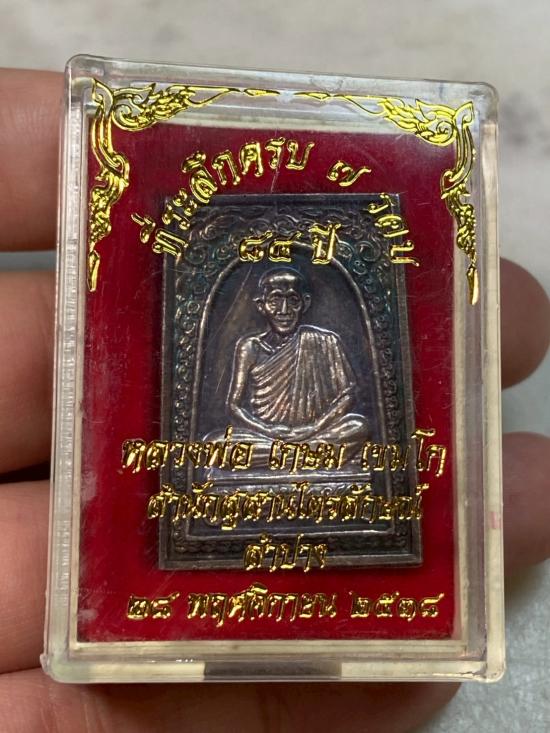 ที่ระลึกครบ ๗ รอบ
๘๔ ปี
หลวงพ่อ เกษม เขมโก
สำนักสุสานไตรลักษณ์
ลำปาง
๒๘ พฤศจิกายน ๒๕๓๘